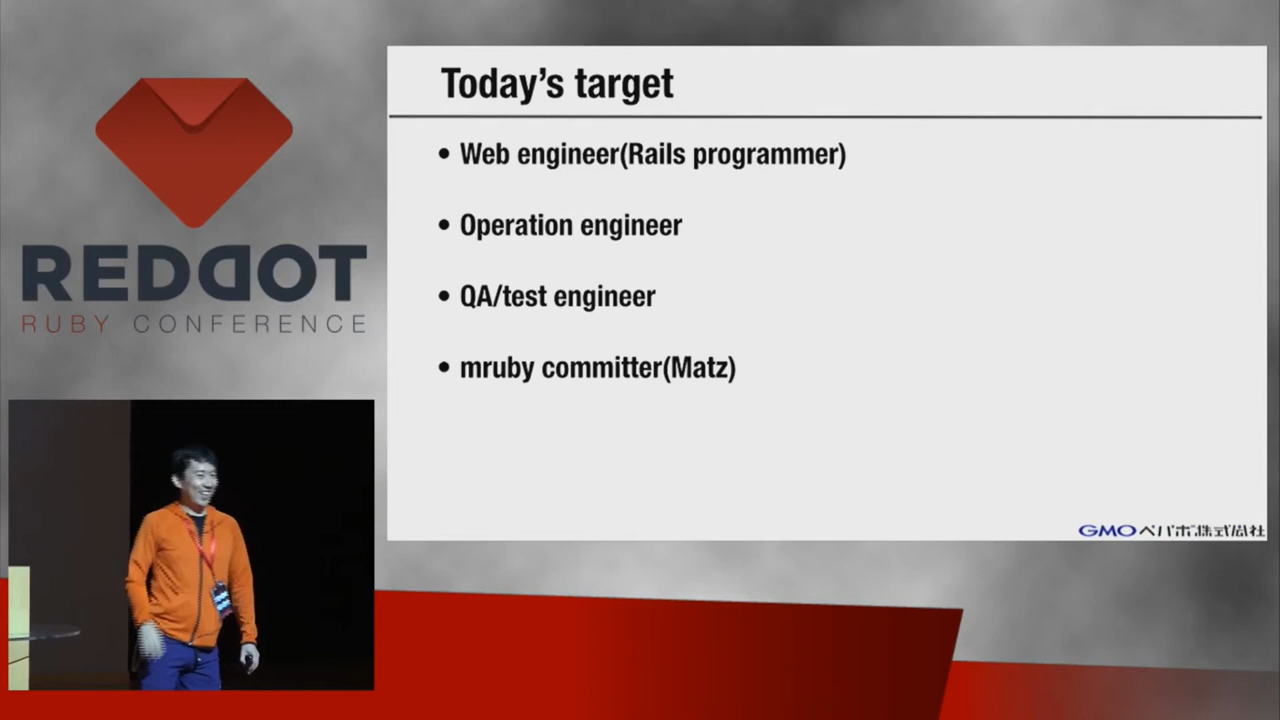 REDDOT
RUBY CONFERENCE
Today's target
• Web engineer(Rails programmer)
• Operation engineer
• QA/test engineer
• mruby committer(Matz)
GMOペパボ株式会社